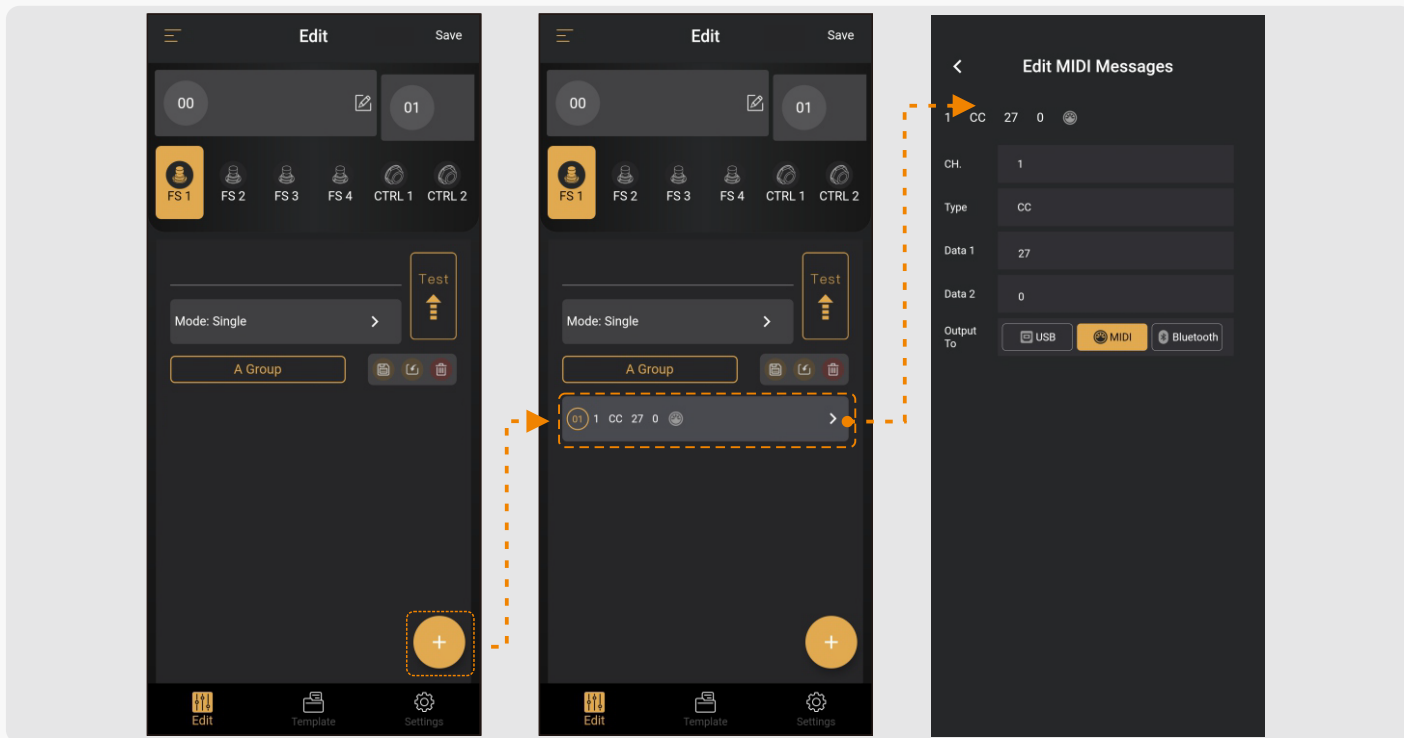 Edit Save
00 01
FS 1 FS 2 FS 3 FS 4 CTRL 1 CTRL 2
Test
Mode: Single
A Group
+
Edit Template Settings
Edit Save
00 01
FS 1 FS 2 FS 3 FS 4 CTRL 1 CTRL 2
Test
Mode: Single
A Group
01 1 CC 27 0
+
Edit Template Settings
Edit MIDI Messages
1 CC 27 0
CH. 1
Type CC
Data 1 27
Data 2 0
Output To USB MIDI Bluetooth